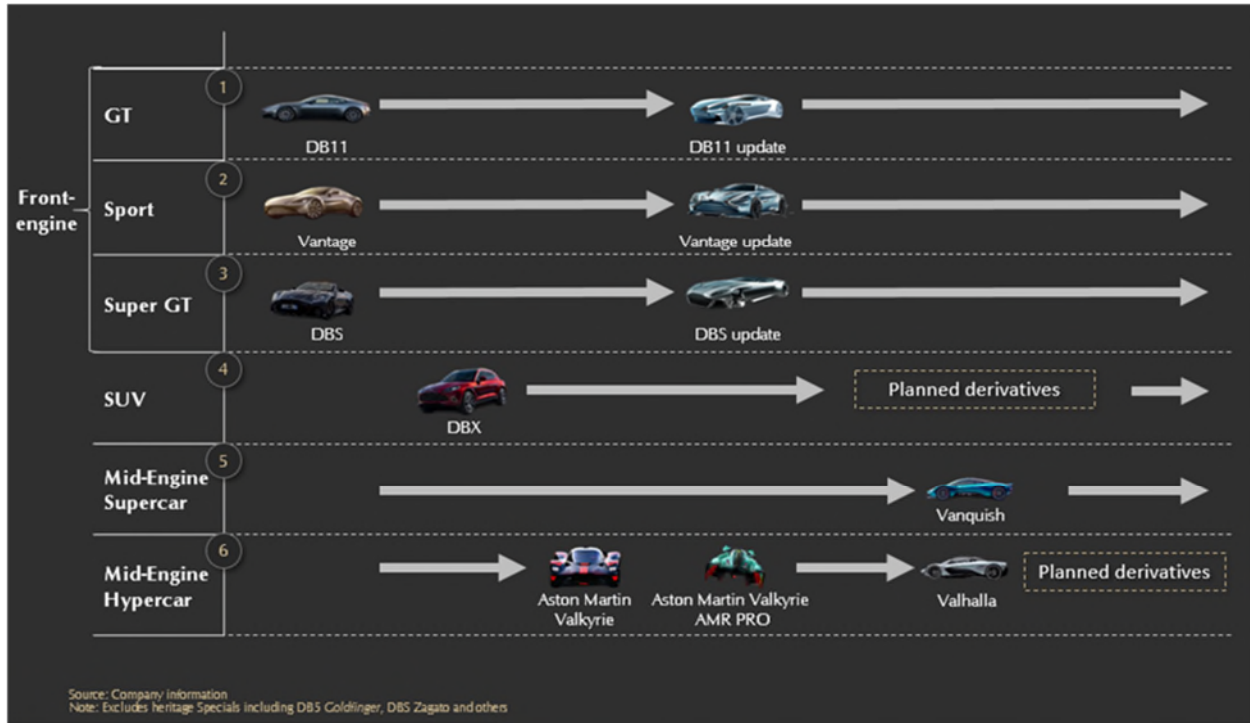 1
GT
DB11
DB11 update
2
Front-
engine
Sport
Vantage
Vantage update
3
Super GT
DBS
DBS update
4
SUV
DBX
Planned derivatives
5
Mid-Engine
Supercar
Vanquish
6
Mid-Engine
Hypercar
Aston Martin
Valkyrie
Aston Martin Valkyrie
AMR PRO
Valhalla
Planned derivatives
Source: Company information
Note: Excludes heritage Specials including DB5 Goldfinger, DBS Zagato and others